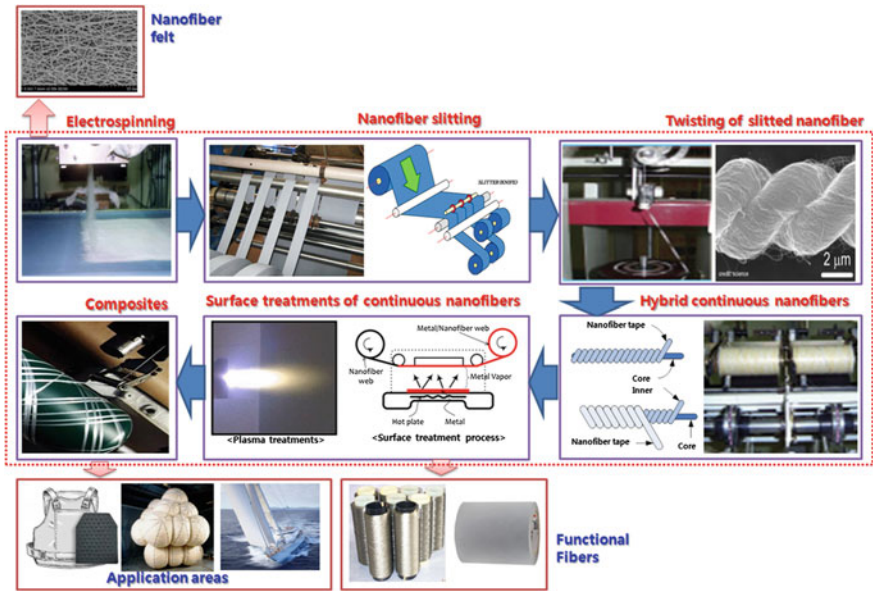 Nanofiber
felt
Electrospinning
Nanofiber slitting
Twisting of slitted nanofiber
2 μm
Composites
Surface treatments of continuous nanofibers
Hybrid continuous nanofibers
<Plasma treatments>
Metal/Nanofiber web
Nanofiber
web
Metal Vapor
Hot plate
Metal
<Surface treatment process>
Nanofiber tape
Core
Inner
Nanofiber tape
Core
Application areas
Functional
Fibers